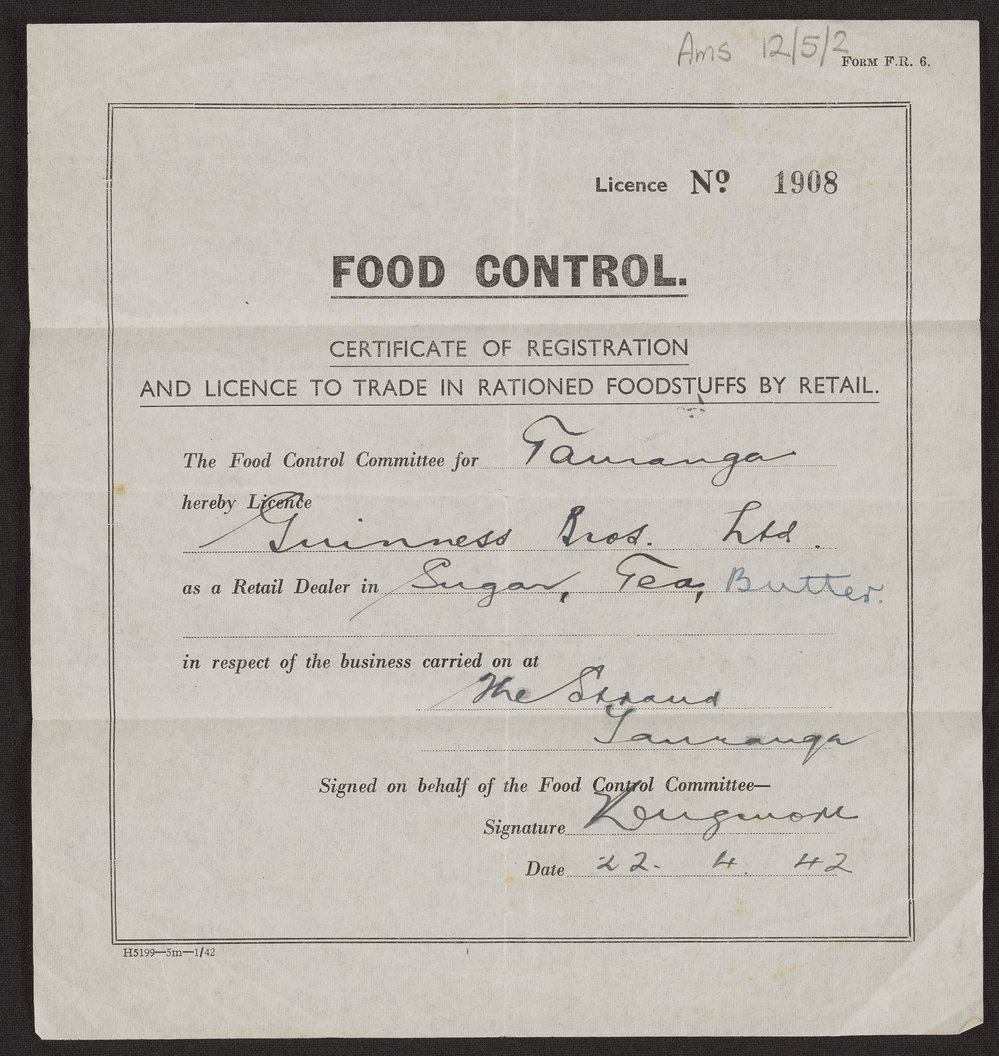 Ams 12/5/2
FORM F.R. 6.
Licence No. 1908
FOOD CONTROL.
CERTIFICATE OF REGISTRATION
AND LICENCE TO TRADE IN RATIONED FOODSTUFFS BY RETAIL.
The Food Control Committee for Tauranga
hereby Licence
Guinness Bros. Ltd.
as a Retail Dealer in Sugar, Tea, Butter.
in respect of the business carried on at
The Strand
Tauranga
Signed on behalf of the Food Control Committee—
Signature
Date 22. 4. 42
H5199—5m—1/42